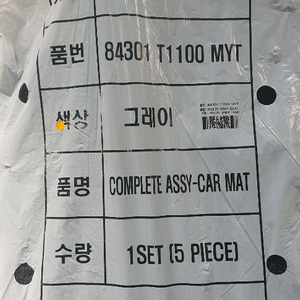 품번 84301 T1100 MYT
색상 그레이
품명 COMPLETE ASSY-CAR MAT
수량 1SET (5 PIECE)